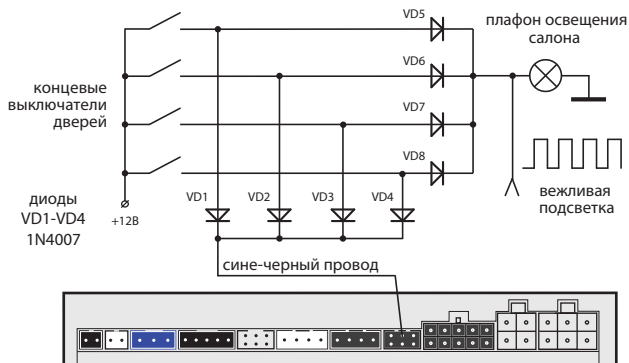 VD5
плафон освещения
салона
VD6
концевые
выключатели
дверей
VD7
VD8
вежливая
подсветка
диоды
VD1-VD4
1N4007
+12В
VD1
VD2
VD3
VD4
сине-черный провод